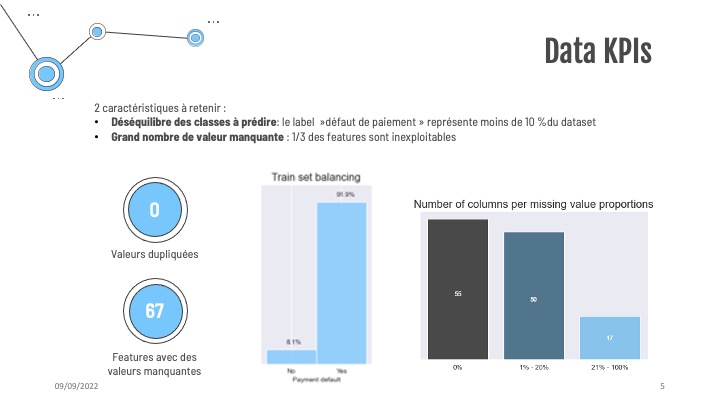 Data KPIs
2 caractéristiques à retenir :
• Déséquilibre des classes à prédire: le label »défaut de paiement » représente moins de 10 %du dataset
• Grand nombre de valeur manquante : 1/3 des features sont inexploitables
0
Valeurs dupliquées
67
Features avec des
valeurs manquantes
Train set balancing
91.9%
8.1%
No Yes
Payment default
Number of columns per missing value proportions
55
50
17
0% 1% - 20% 21% - 100%
09/09/2022
5